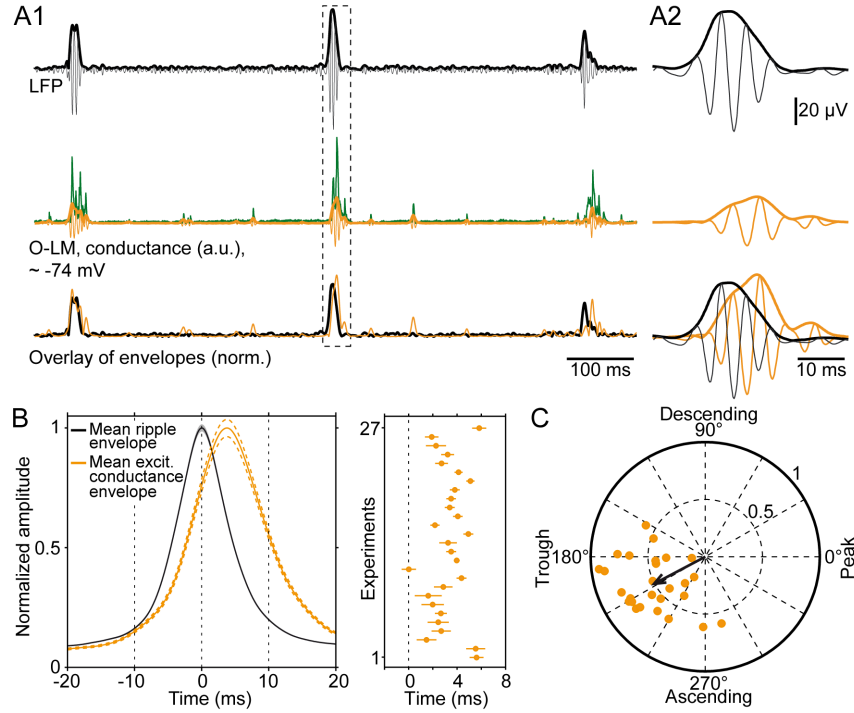 A1
A2
LFP
20 µV
O-LM, conductance (a.u.),
~ -74 mV
Overlay of envelopes (norm.)
100 ms
10 ms
B
Mean ripple
envelope
Mean excit.
conductance
envelope
Normalized amplitude
1
0.5
0
-20
-10
0
10
20
Time (ms)
Experiments
27
1
0
4
8
Time (ms)
C
Descending
90°
1
0.5
Trough
180°
0°
Peak
270°
Ascending